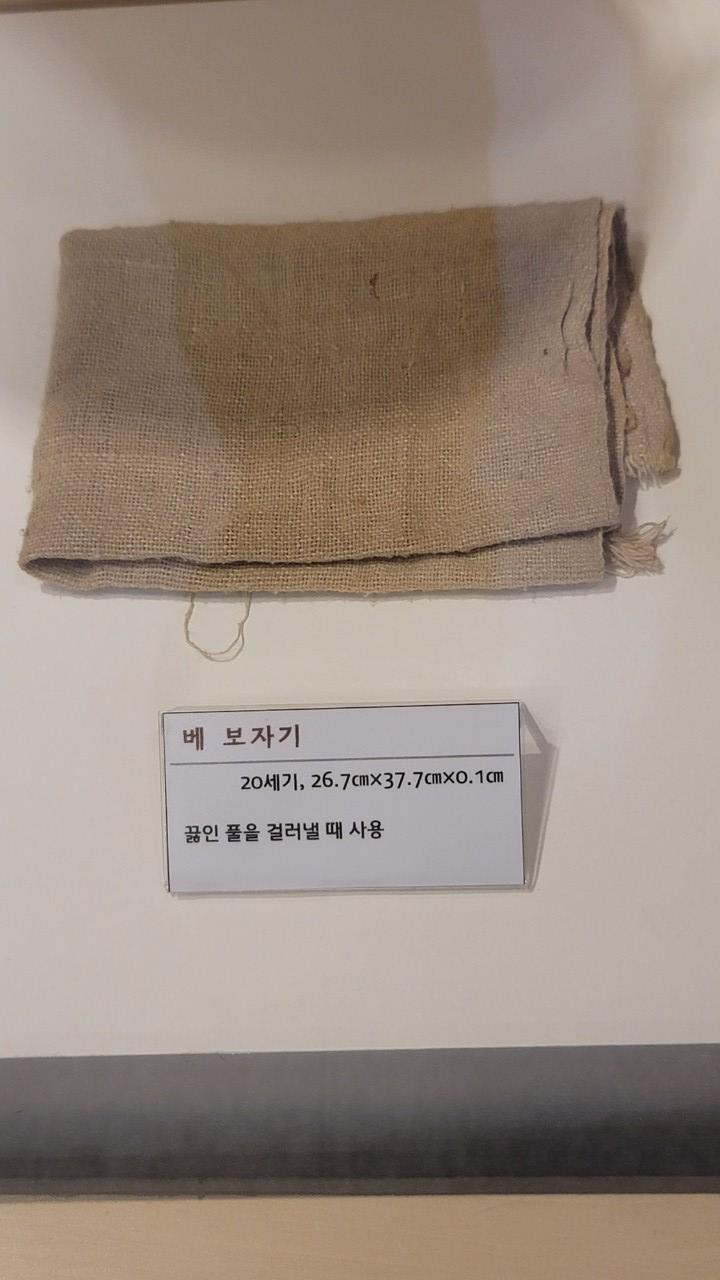 베 보자기
20세기, 26.7㎝×37.7㎝×0.1㎝
끓인 풀을 걸러낼 때 사용